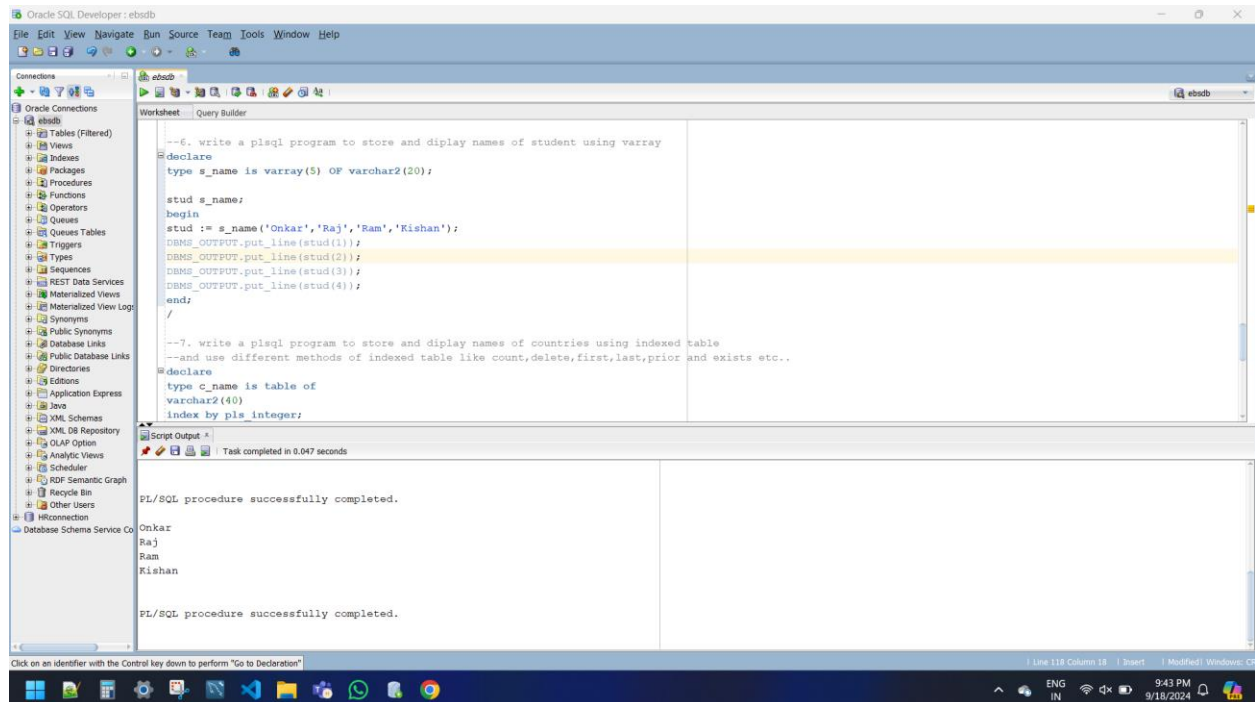 Oracle SQL Developer : ebsdb
File Edit View Navigate Run Source Team Tools Window Help
Connections
ebsdb
ebsdb
Oracle Connections
ebsdb
Tables (Filtered)
Views
Indexes
Packages
Procedures
Functions
Operators
Queues
Queues Tables
Triggers
Types
Sequences
REST Data Services
Materialized Views
Materialized View Logs
Synonyms
Public Synonyms
Database Links
Public Database Links
Directories
Editions
Application Express
Java
XML Schemas
XML DB Repository
OLAP Option
Analytic Views
Scheduler
RDF Semantic Graph
Recycle Bin
Other Users
HRconnection
Database Schema Service Co
Worksheet Query Builder
--6. write a plsql program to store and diplay names of student using varray
declare
type s_name is varray(5) OF varchar2(20);
stud s_name;
begin
stud := s_name('Onkar','Raj','Ram','Kishan');
DBMS_OUTPUT.put_line(stud(1));
DBMS_OUTPUT.put_line(stud(2));
DBMS_OUTPUT.put_line(stud(3));
DBMS_OUTPUT.put_line(stud(4));
end;
/
--7. write a plsql program to store and diplay names of countries using indexed table
--and use different methods of indexed table like count,delete,first,last,prior and exists etc..
declare
type c_name is table of
varchar2(40)
index by pls_integer;
Script Output
Task completed in 0.047 seconds
PL/SQL procedure successfully completed.
Onkar
Raj
Ram
Kishan
PL/SQL procedure successfully completed.
Click on an identifier with the Control key down to perform "Go to Declaration"
Line 118 Column 18 Insert Modified Windows: CR
ENG
IN
9:43 PM
9/18/2024